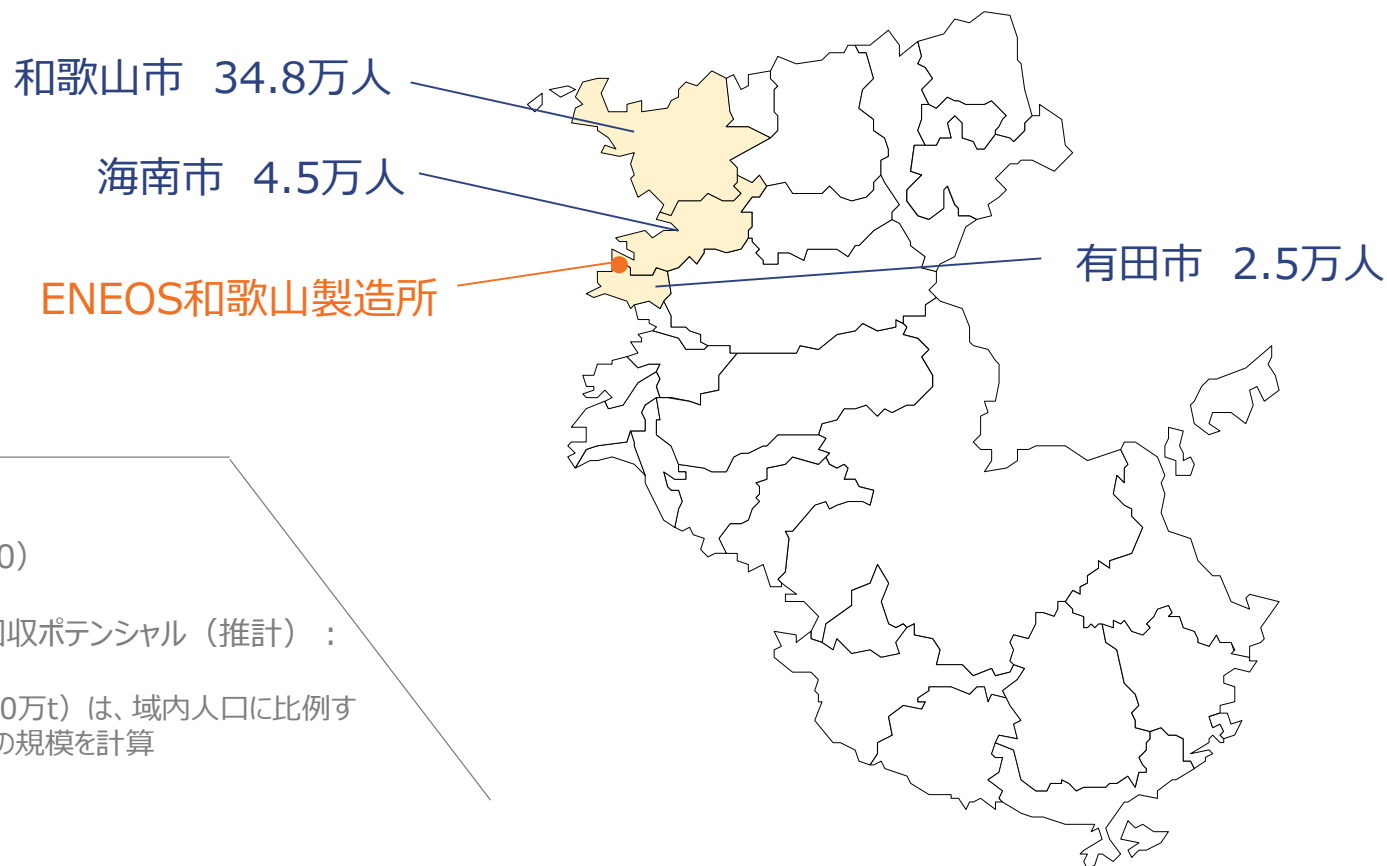 和歌山市 34.8万人
海南市 4.5万人
ENEOS和歌山製造所
有田市 2.5万人
0）
収ポテンシャル（推計）：
0万t）は、域内人口に比例す
の規模を計算